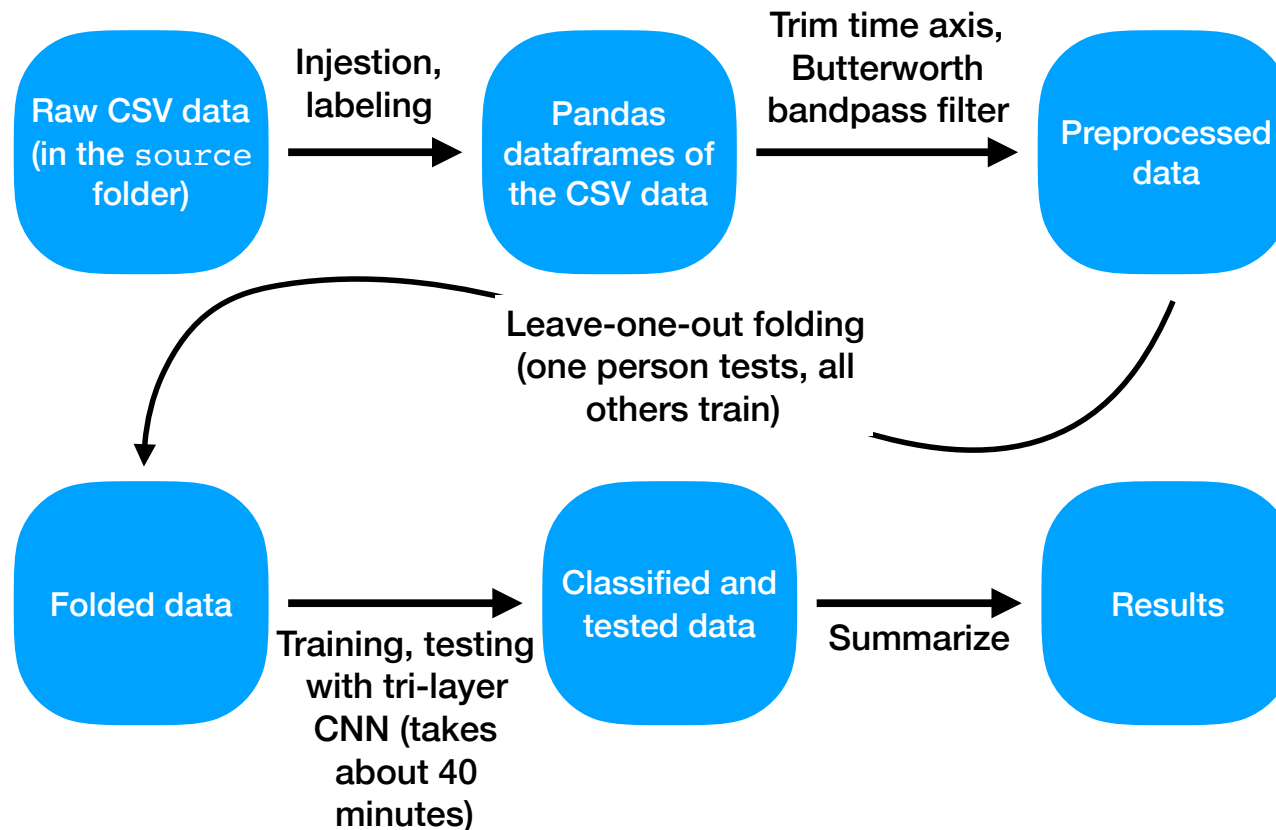 Raw CSV data
(in the source
folder)
Injestion,
labeling
Pandas
dataframes of
the CSV data
Trim time axis,
Butterworth
bandpass filter
Preprocessed
data
Leave-one-out folding
(one person tests, all
others train)
Folded data
Training, testing
with tri-layer
CNN (takes
about 40
minutes)
Classified and
tested data
Summarize
Results